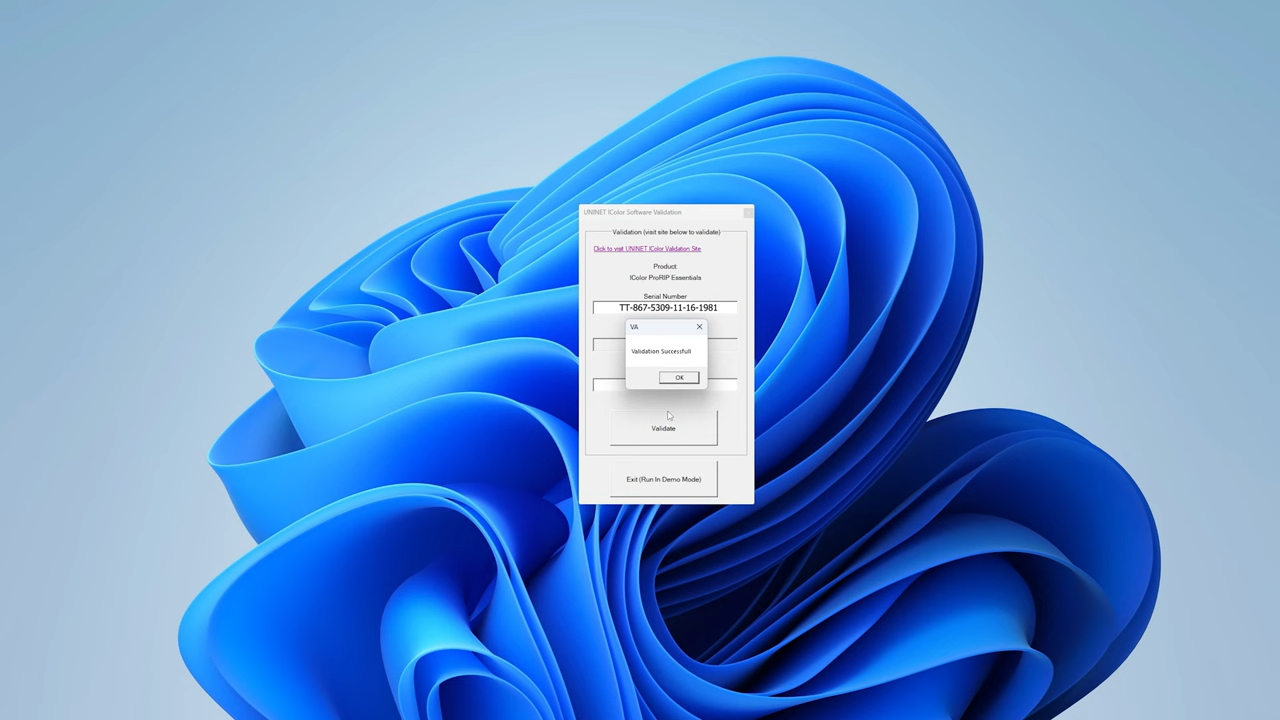 UNINET IColor Software Validation
Validation (visit site below to validate)
Click to visit UNINET IColor Validation Site
Product:
IColor ProRIP Essentials
Serial Number
TT-867-5309-11-16-1981
VA
Validation Successfull
OK
Validate
Exit (Run In Demo Mode)